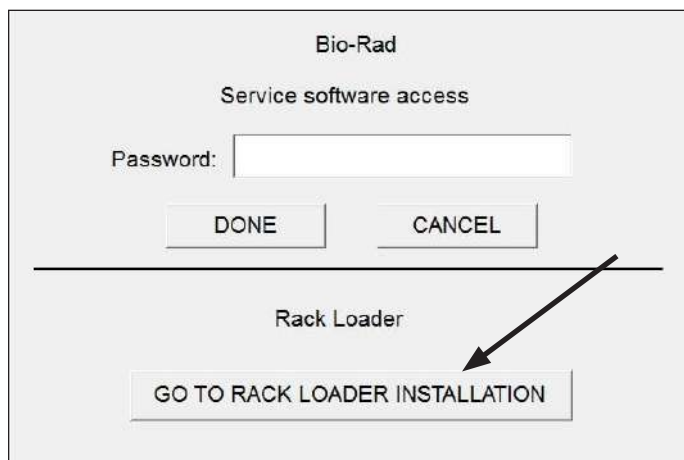 Bio-Rad
Service software access
Password:
DONE CANCEL
Rack Loader
GO TO RACK LOADER INSTALLATION